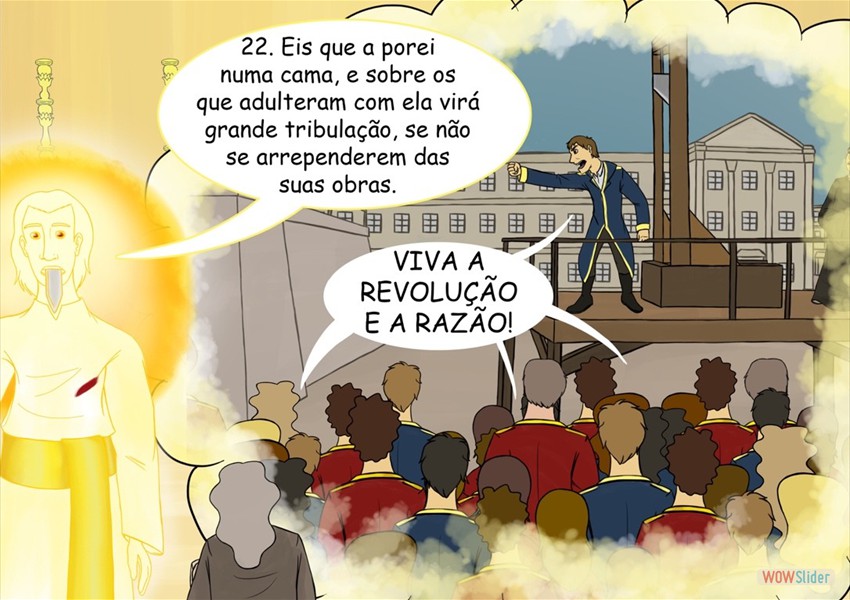 22. Eis que a porei
numa cama, e sobre os
que adulteram com ela virá
grande tribulação, se não
se arrependerem das
suas obras.
VIVA A
REVOLUÇÃO
E A RAZÃO!
WOWSlider